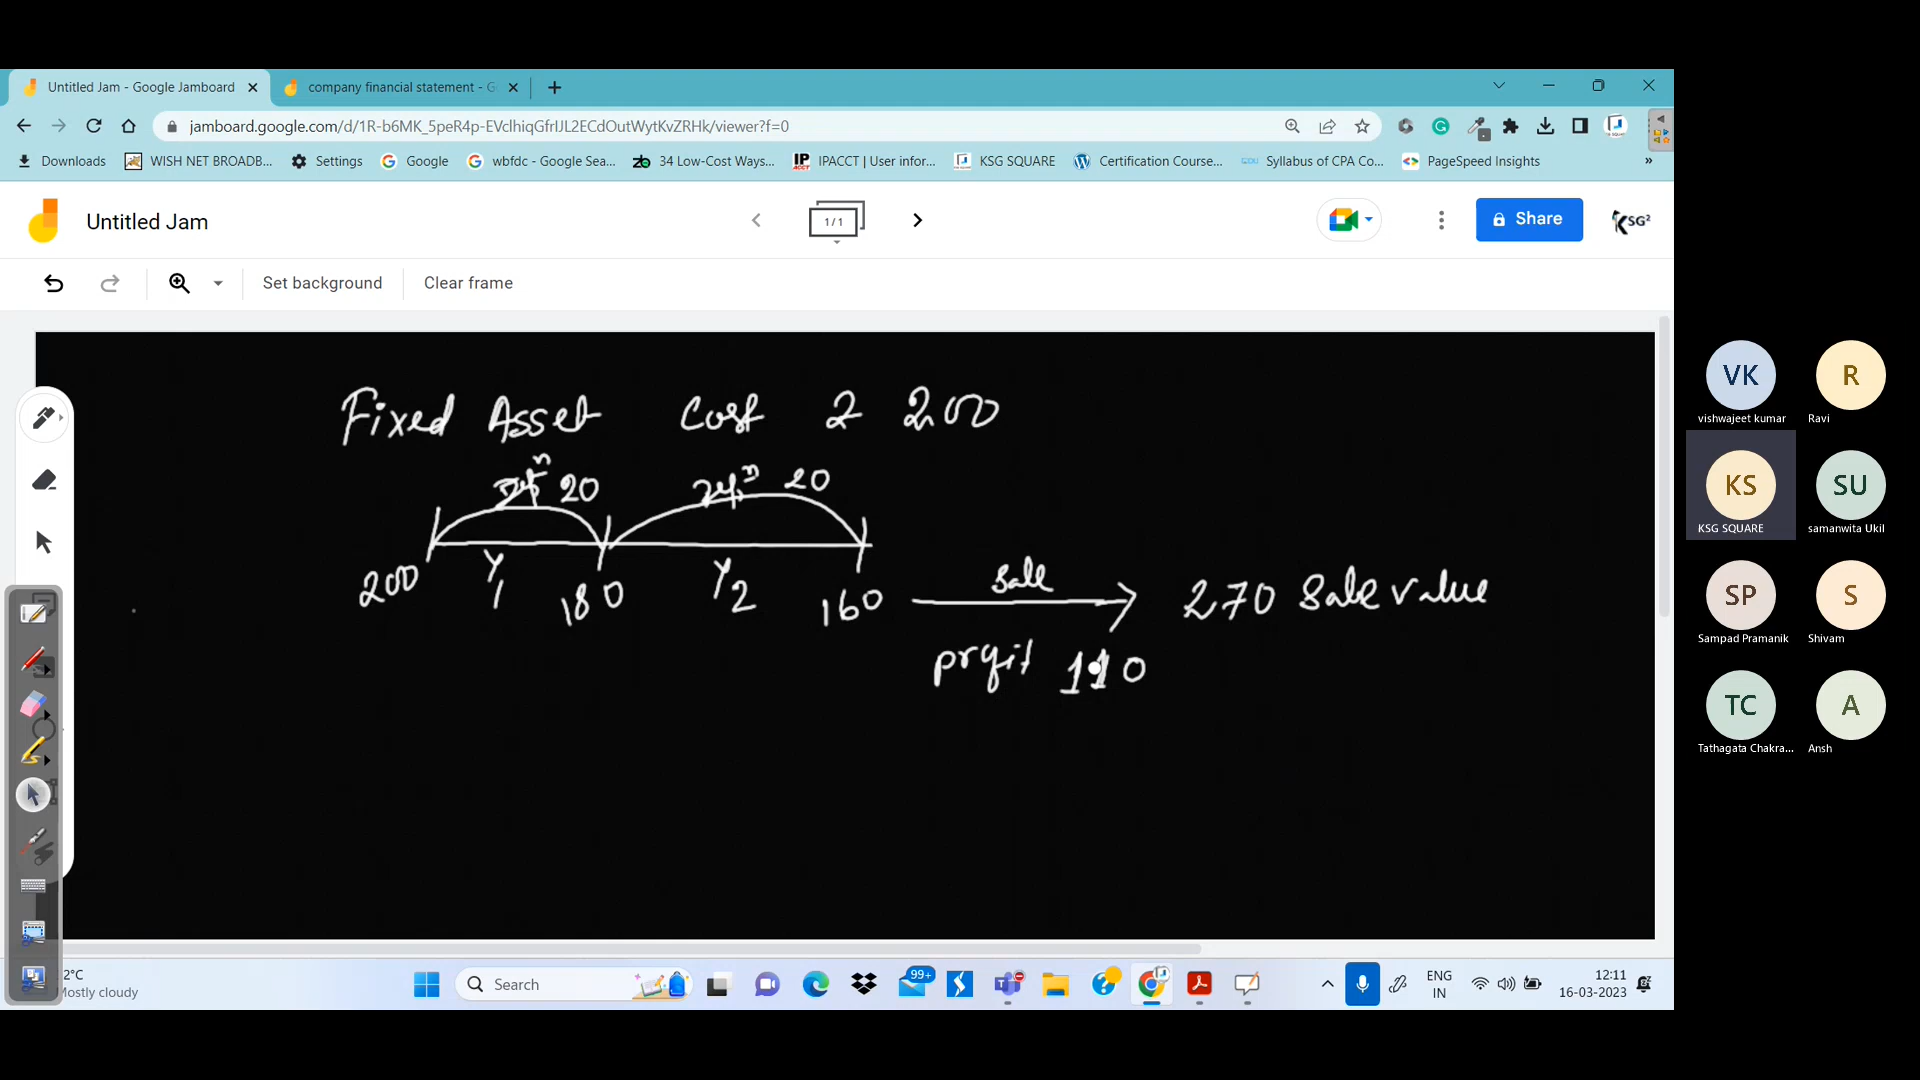 Untitled Jam - Google Jamboard
company financial statement - G
jamboard.google.com/d/1R-b6MK_5peR4p-EVclhiqGfrIJL2ECdOutWytKvZRHk/viewer?f=0
Downloads WISH NET BROADB... Settings Google wbfdc - Google Sea... 34 Low-Cost Ways... IPACCT | User infor... KSG SQUARE Certification Course... Syllabus of CPA Co... PageSpeed Insights »
Untitled Jam
1/1
Share
KSG²
Set background
Clear frame
Fixed Asset Cost 200
20
20
200 Y1 180 Y2 160
Sale
270 Sale value
profit 110
VK
vishwajeet kumar
R
Ravi
KS
KSG SQUARE
SU
samanwita Ukil
SP
Sampad Pramanik
S
Shivam
TC
Tathagata Chakra...
A
Ansh
2°C
Mostly cloudy
Search
99+
ENG
IN
12:11
16-03-2023